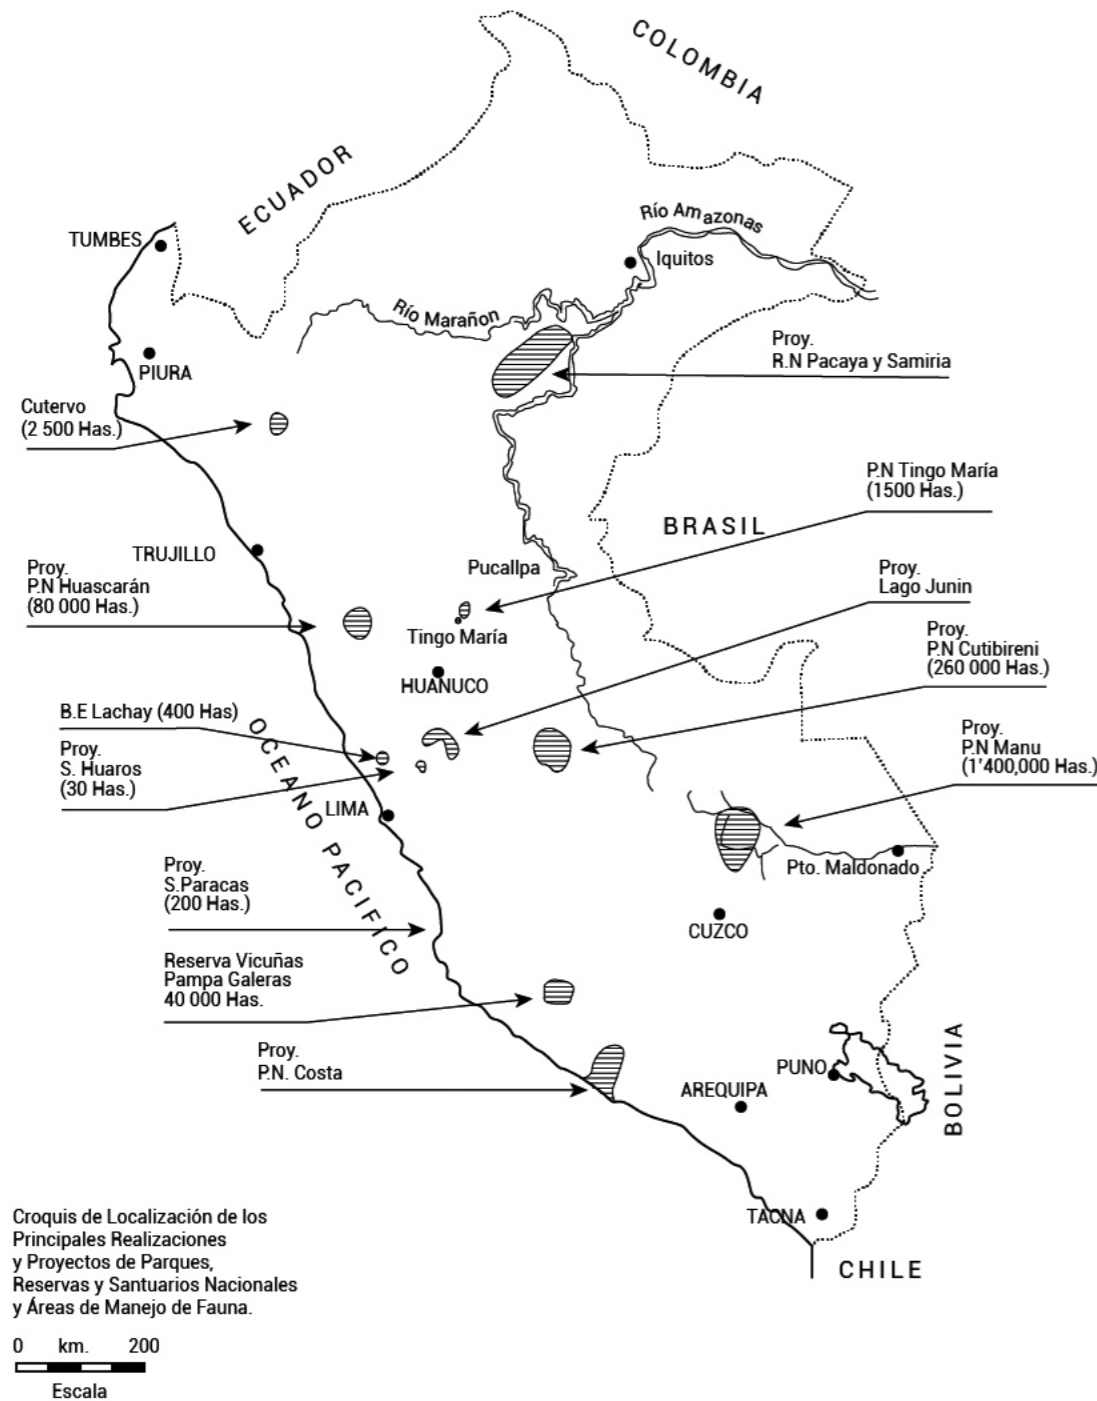 COLOMBIA
ECUADOR
Río Amazonas
TUMBES
Iquitos
Río Marañon
Proy.
R.N Pacaya y Samiria
PIURA
Cutervo
(2 500 Has.)
P.N Tingo María
(1500 Has.)
BRASIL
TRUJILLO
Pucallpa
Proy.
P.N Huascarán
(80 000 Has.)
Proy.
Lago Junin
Tingo María
Proy.
P.N Cutibireni
(260 000 Has.)
HUANUCO
B.E Lachay (400 Has)
Proy.
S. Huaros
(30 Has.)
OCEANO PACIFICO
Proy.
P.N Manu
(1'400,000 Has.)
LIMA
Pto. Maldonado
Proy.
S.Paracas
(200 Has.)
CUZCO
Reserva Vicuñas
Pampa Galeras
40 000 Has.
Proy.
P.N. Costa
PUNO
AREQUIPA
BOLIVIA
TACNA
CHILE
Croquis de Localización de los
Principales Realizaciones
y Proyectos de Parques,
Reservas y Santuarios Nacionales
y Áreas de Manejo de Fauna.
0 km. 200
Escala